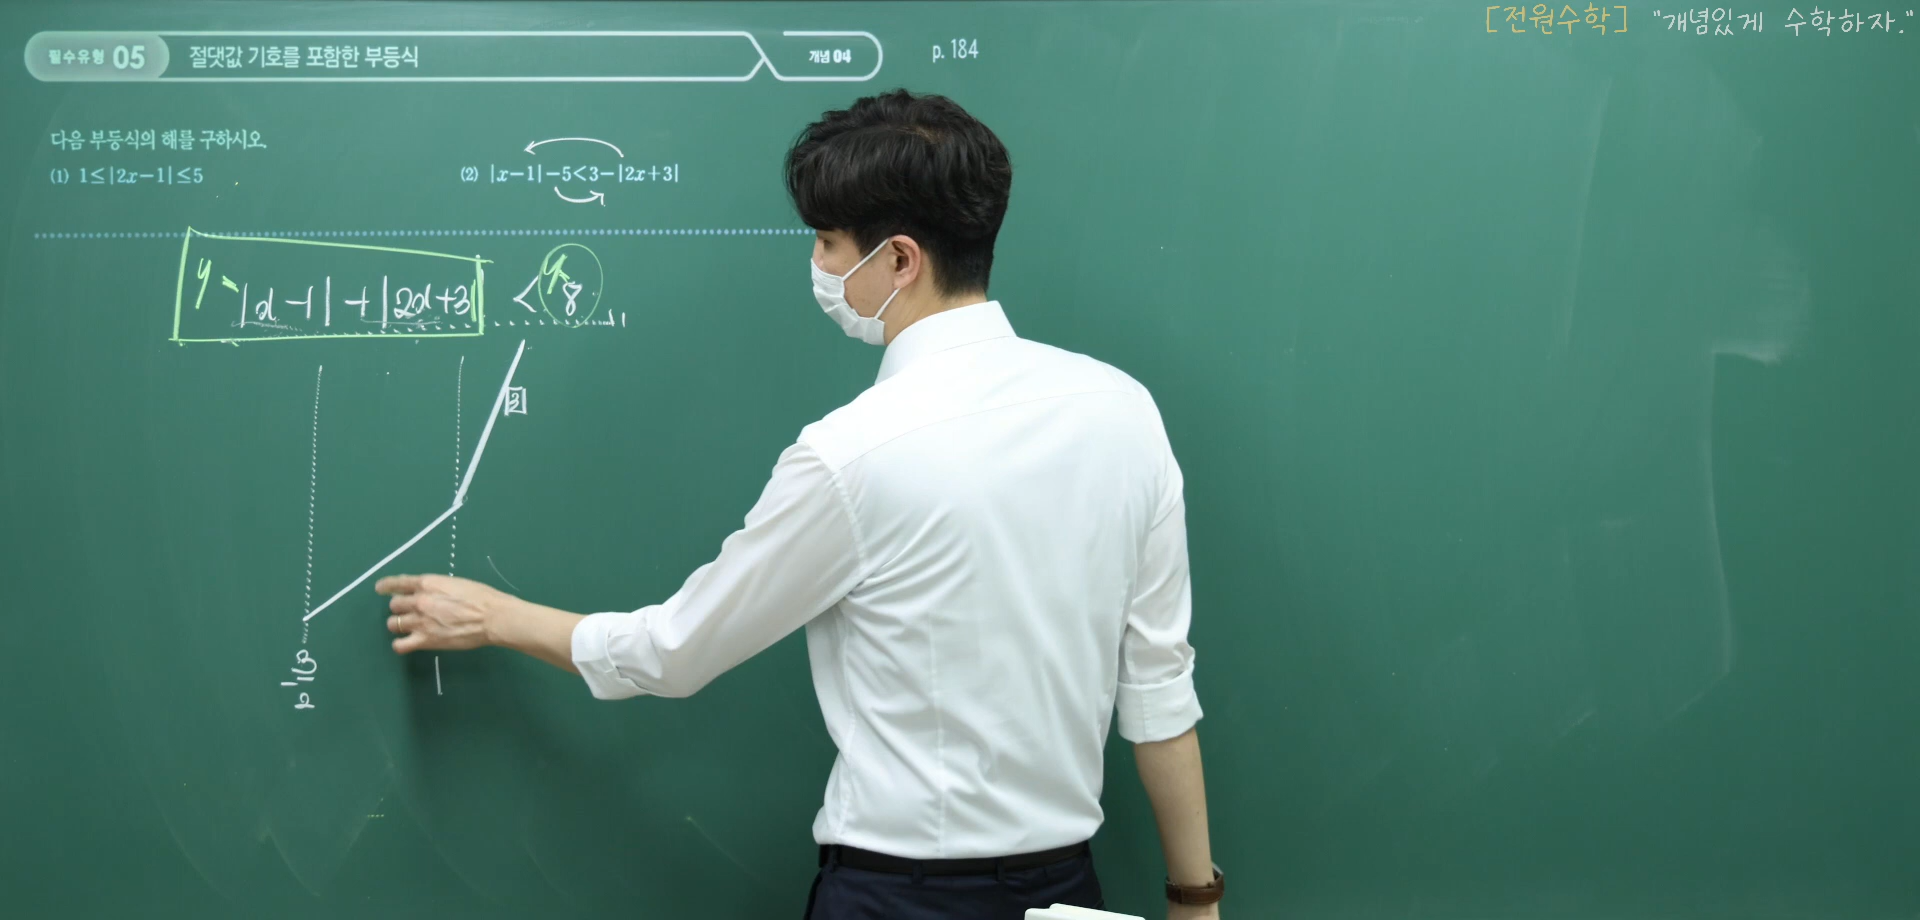 [전원수학] "개념있게 수학하자."
필수유형 05 절댓값 기호를 포함한 부등식 개념 04 p. 184
다음 부등식의 해를 구하시오.
(1) 1≤|2x−1|≤5 (2) |x−1|−5<3−|2x+3|
y=|x-1|+|2x+3| < y=8
3
-3/2 1